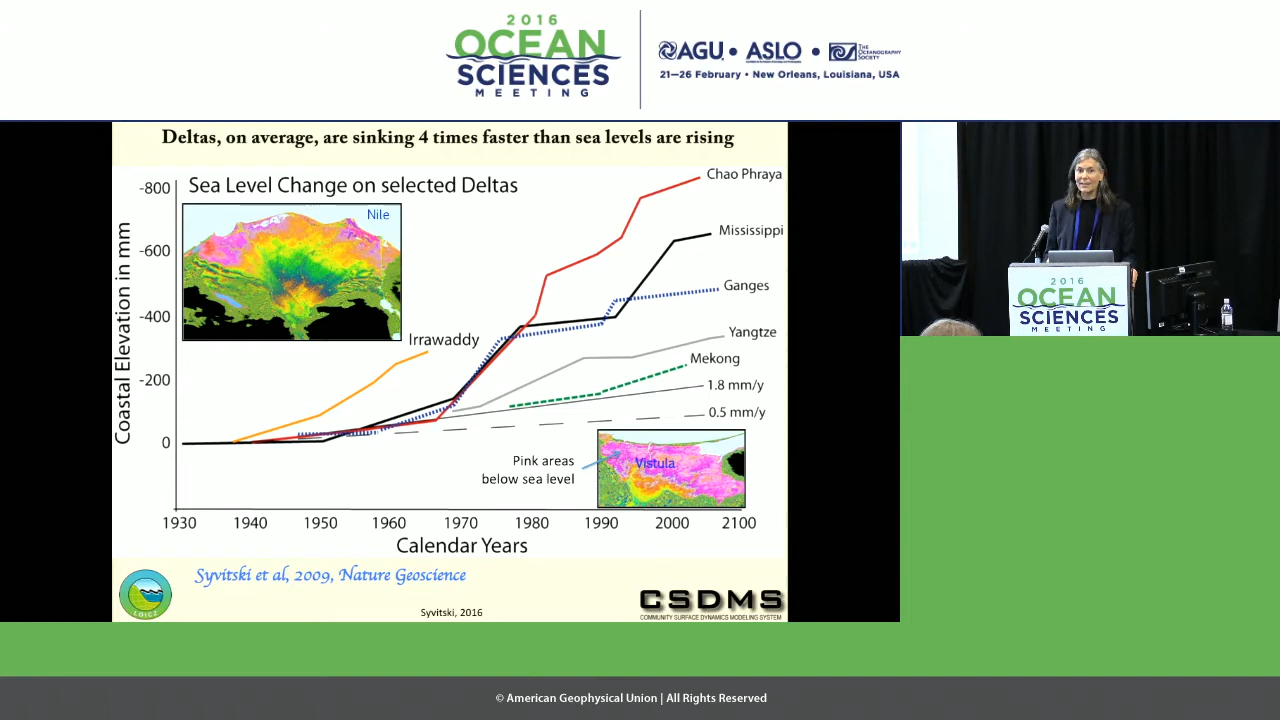 2016
OCEAN
SCIENCES
MEETING
AGU • ASLO • THE OCEANOGRAPHY SOCIETY
21–26 February • New Orleans, Louisiana, USA
Deltas, on average, are sinking 4 times faster than sea levels are rising
Sea Level Change on selected Deltas
Coastal Elevation in mm
-800
-600
-400
-200
0
Nile
Chao Phraya
Mississippi
Ganges
Yangtze
Irrawaddy
Mekong
1.8 mm/y
0.5 mm/y
Pink areas
below sea level
Vistula
1930 1940 1950 1960 1970 1980 1990 2000 2100
Calendar Years
Syvitski et al, 2009, Nature Geoscience
LOICZ
Syvitski, 2016
CSDMS
COMMUNITY SURFACE DYNAMICS MODELING SYSTEM
2016
OCEAN
SCIENCES
MEETING
© American Geophysical Union | All Rights Reserved